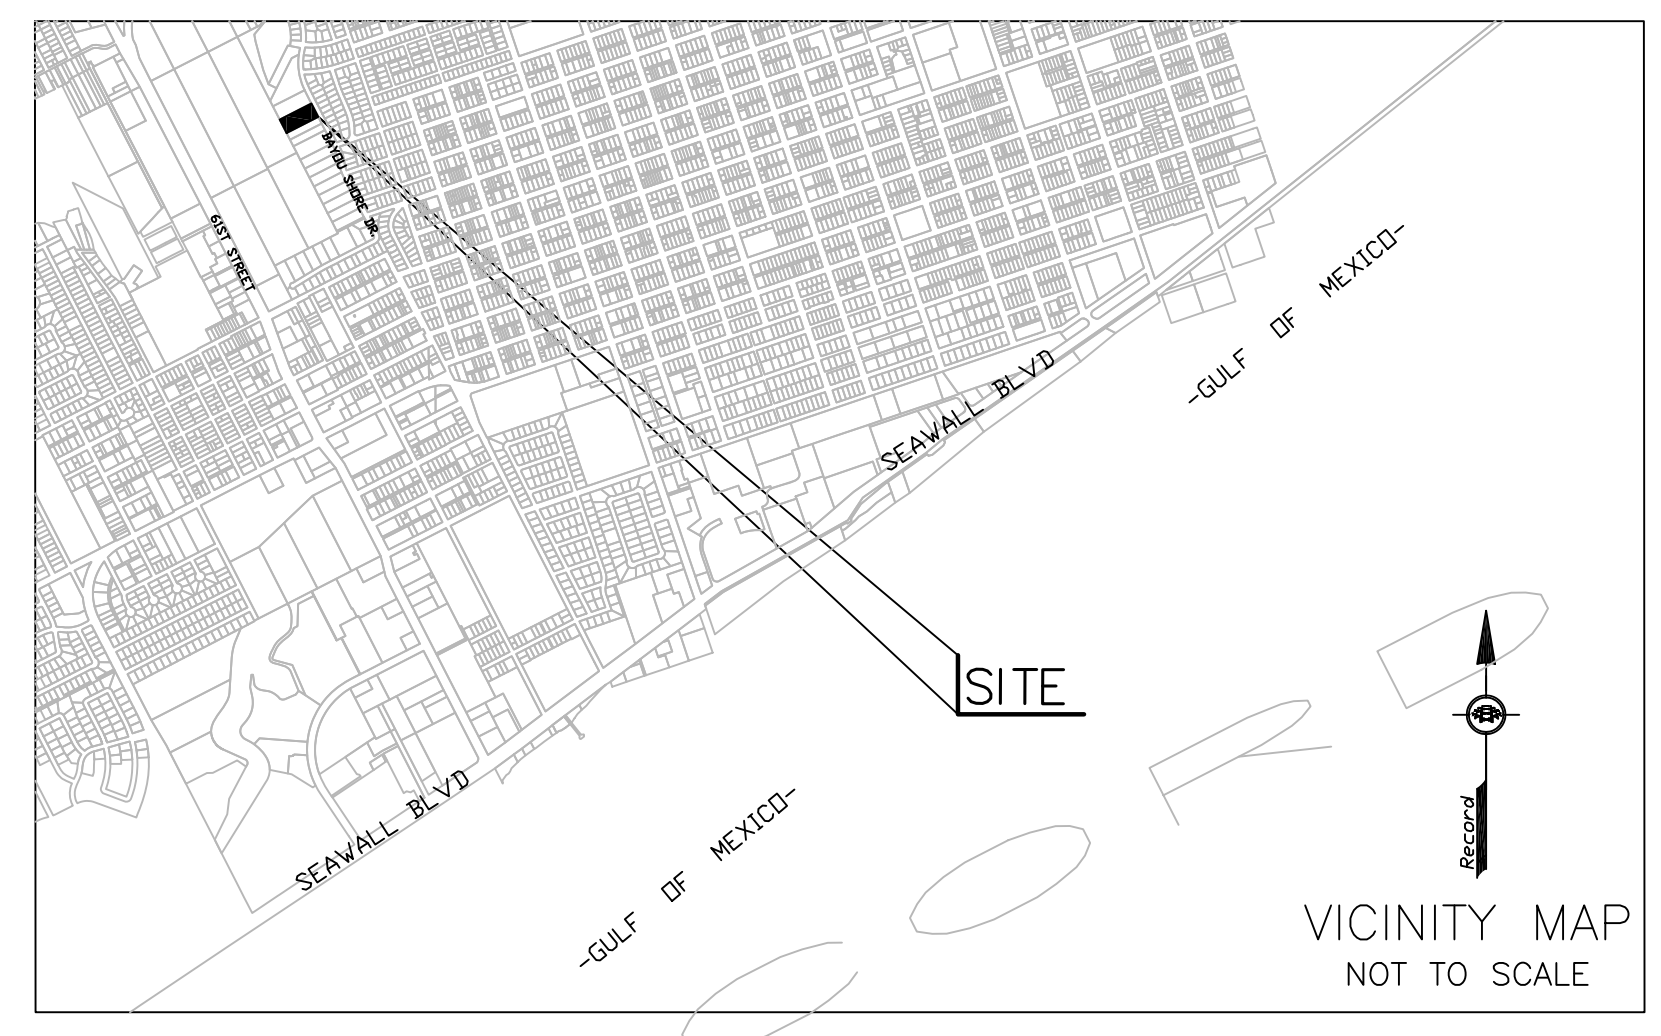 BAYOU SHORE DR.
61ST STREET
-GULF OF MEXICO-
SEAWALL BLVD
SITE
SEAWALL BLVD
-GULF OF MEXICO-
Record
VICINITY MAP
NOT TO SCALE